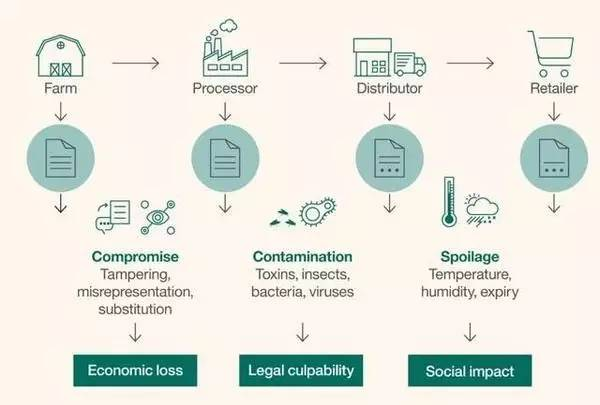 Farm
Processor
Distributor
Retailer
Compromise
Tampering,
misrepresentation,
substitution
Contamination
Toxins, insects,
bacteria, viruses
Spoilage
Temperature,
humidity, expiry
Economic loss
Legal culpability
Social impact